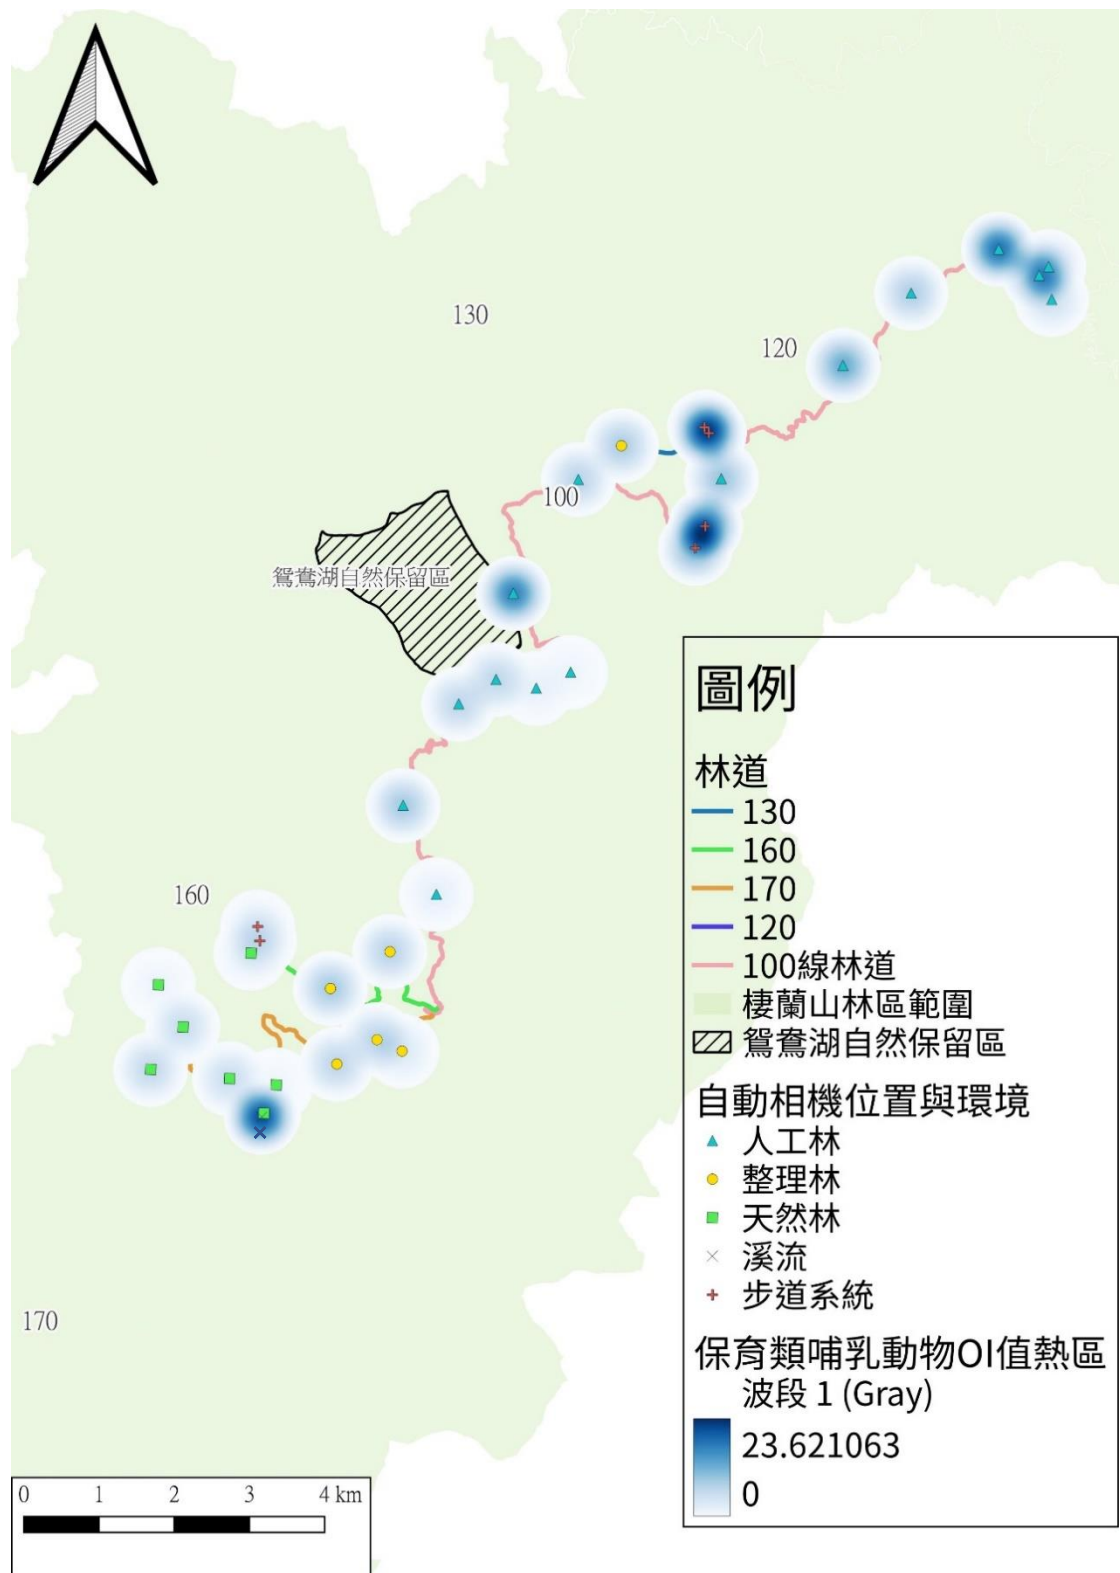 130
120
100
鴛鴦湖自然保留區
160
170
0 1 2 3 4 km
圖例
林道
130
160
170
120
100線林道
棲蘭山林區範圍
鴛鴦湖自然保留區
自動相機位置與環境
人工林
整理林
天然林
溪流
步道系統
保育類哺乳動物OI值熱區
波段 1 (Gray)
23.621063
0